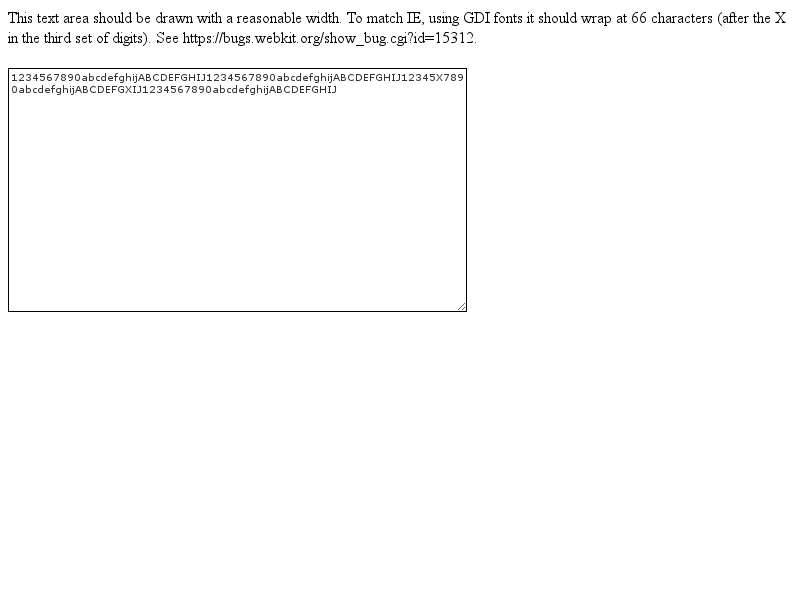 This text area should be drawn with a reasonable width. To match IE, using GDI fonts it should wrap at 66 characters (after the X
in the third set of digits). See https://bugs.webkit.org/show_bug.cgi?id=15312.
1234567890abcdefghijABCDEFGHIJ1234567890abcdefghijABCDEFGHIJ12345X789
0abcdefghijABCDEFGXIJ1234567890abcdefghijABCDEFGHIJ